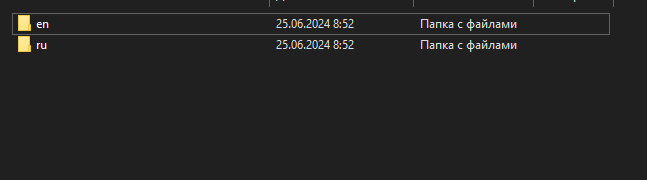 en 25.06.2024 8:52 Папка с файлами
ru 25.06.2024 8:52 Папка с файлами